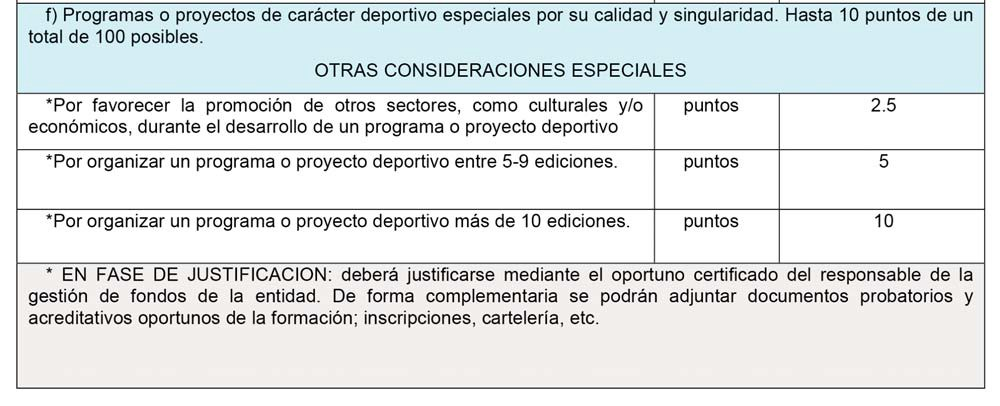 f) Programas o proyectos de carácter deportivo especiales por su calidad y singularidad. Hasta 10 puntos de un
total de 100 posibles.
OTRAS CONSIDERACIONES ESPECIALES
*Por favorecer la promoción de otros sectores, como culturales y/o
económicos, durante el desarrollo de un programa o proyecto deportivo
puntos
2.5
*Por organizar un programa o proyecto deportivo entre 5-9 ediciones.
puntos
5
*Por organizar un programa o proyecto deportivo más de 10 ediciones.
puntos
10
* EN FASE DE JUSTIFICACION: deberá justificarse mediante el oportuno certificado del responsable de la
gestión de fondos de la entidad. De forma complementaria se podrán adjuntar documentos probatorios y
acreditativos oportunos de la formación; inscripciones, cartelería, etc.